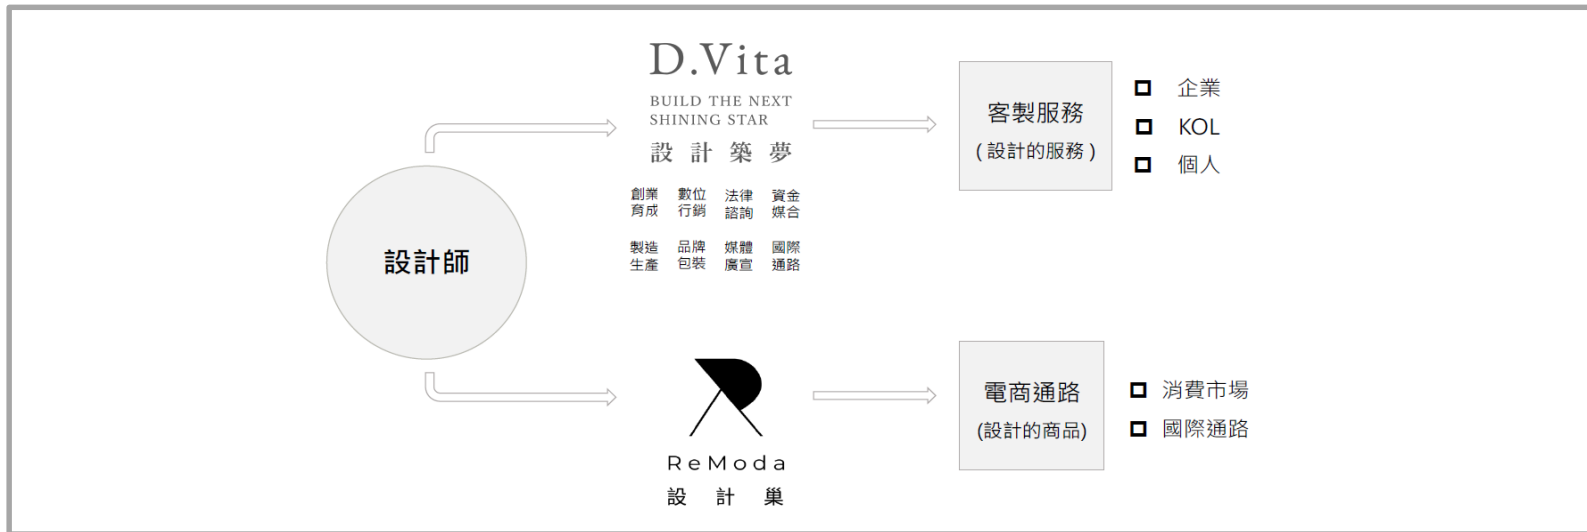 設計師
D.Vita
BUILD THE NEXT
SHINING STAR
設計築夢
創業 數位 法律 資金
育成 行銷 諮詢 媒合
製造 品牌 媒體 國際
生產 包裝 廣宣 通路
客製服務
( 設計的服務 )
企業
KOL
個人
ReModa
設計巢
電商通路
(設計的商品)
消費市場
國際通路